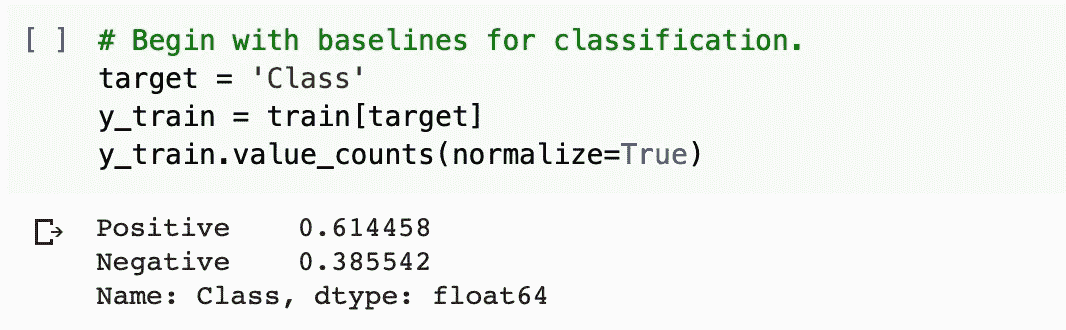 [ ] # Begin with baselines for classification.
target = 'Class'
y_train = train[target]
y_train.value_counts(normalize=True)
Positive    0.614458
Negative    0.385542
Name: Class, dtype: float64